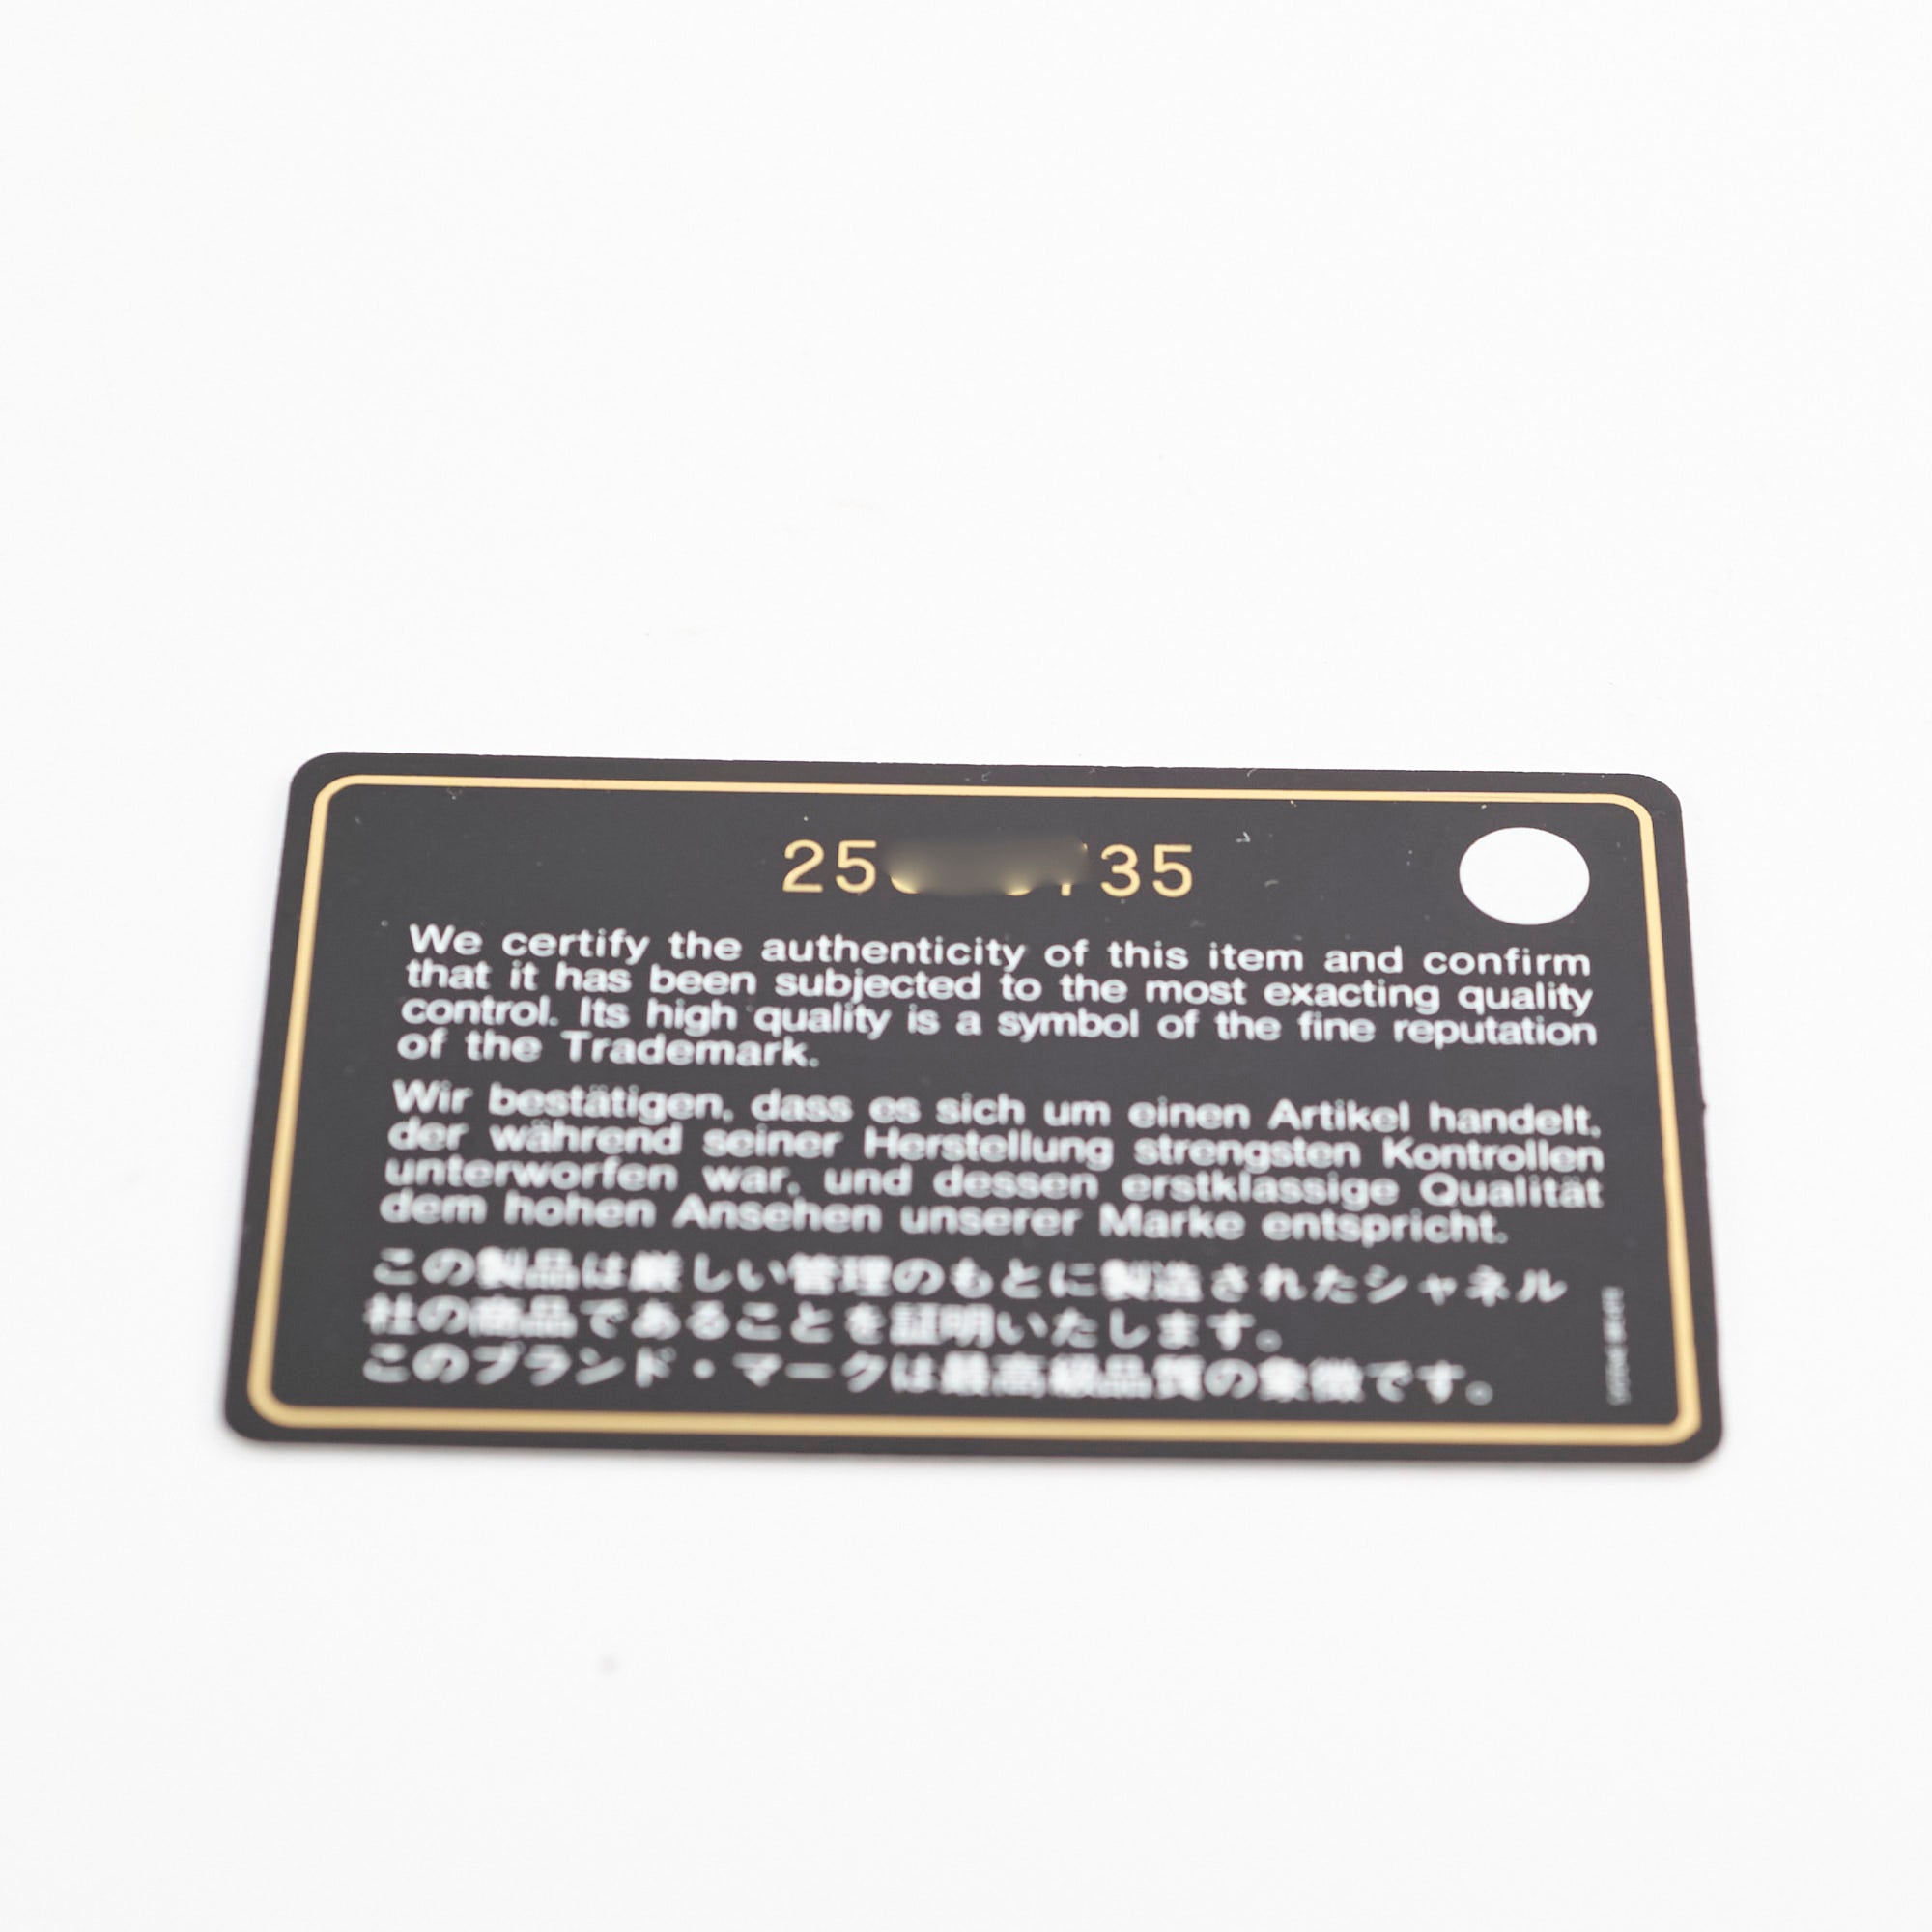 25 35
We certify the authenticity of this item and confirm
that it has been subjected to the most exacting quality
control. Its high quality is a symbol of the fine reputation
of the Trademark.
Wir bestätigen, dass es sich um einen Artikel handelt,
der während seiner Herstellung strengsten Kontrollen
unterworfen war, und dessen erstklassige Qualität
dem hohen Ansehen unserer Marke entspricht.
この製品は厳しい管理のもとに製造されたシャネル
社の商品であることを証明いたします。
このブランド・マークは最高級品質の象徴です。